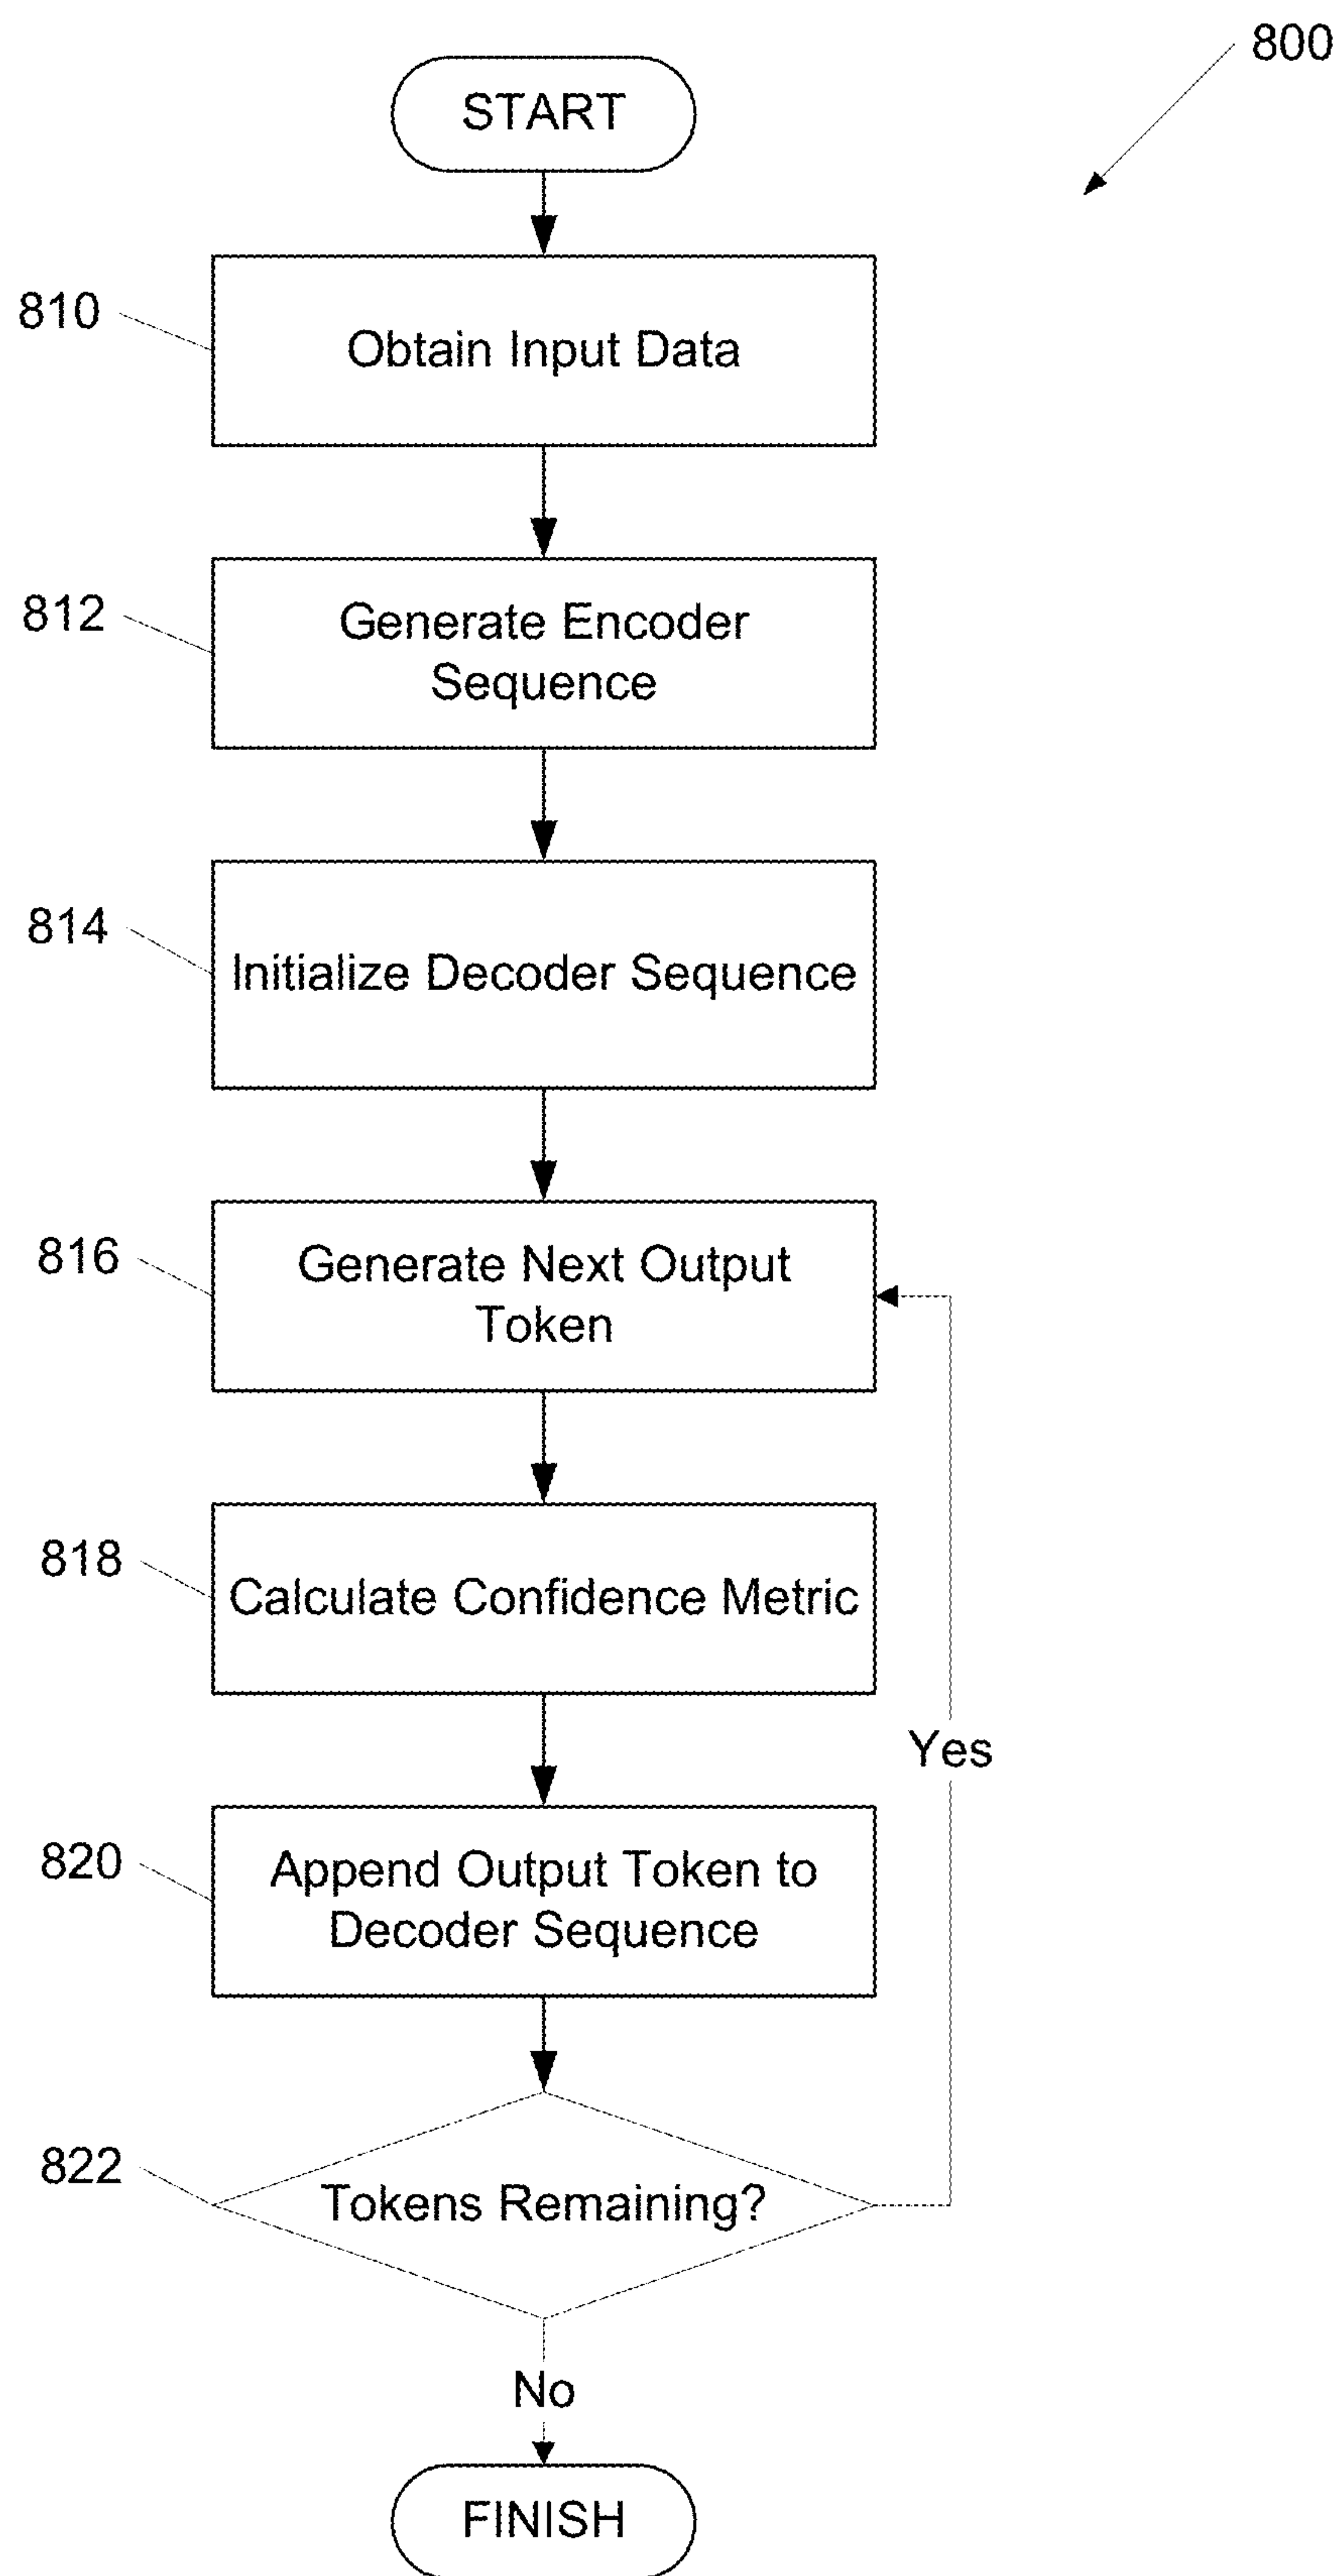 800
START
810
Obtain Input Data
812
Generate Encoder
Sequence
814
Initialize Decoder Sequence
816
Generate Next Output
Token
818
Calculate Confidence Metric
Yes
820
Append Output Token to
Decoder Sequence
822
Tokens Remaining?
No
FINISH